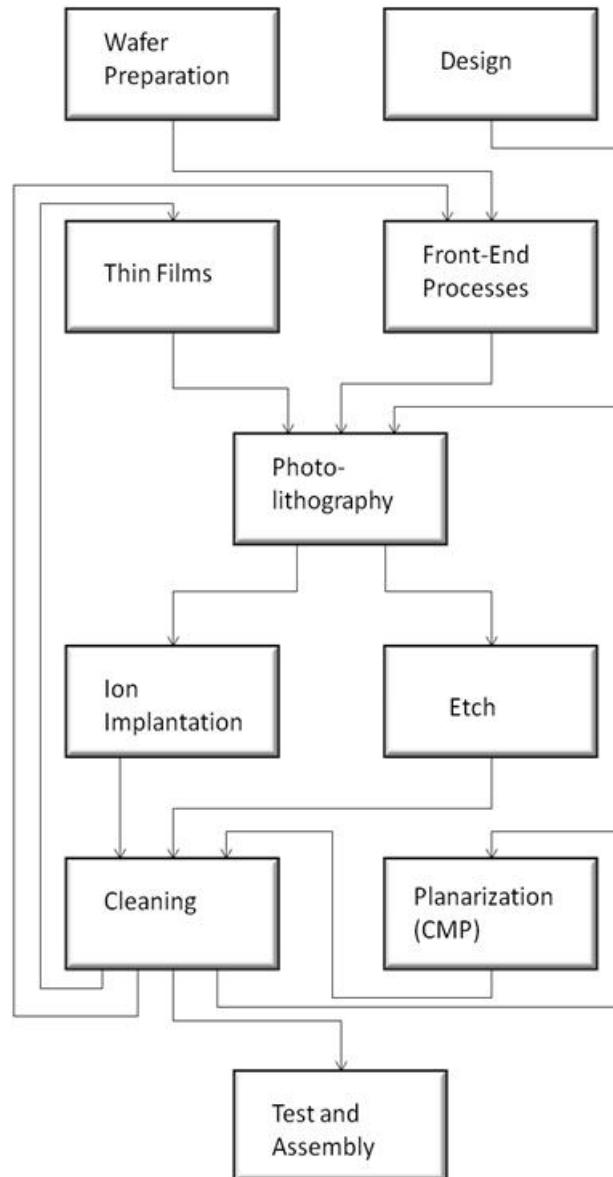 Wafer
Preparation
Design
Thin Films
Front-End
Processes
Photo-
lithography
Ion
Implantation
Etch
Cleaning
Planarization
(CMP)
Test and
Assembly